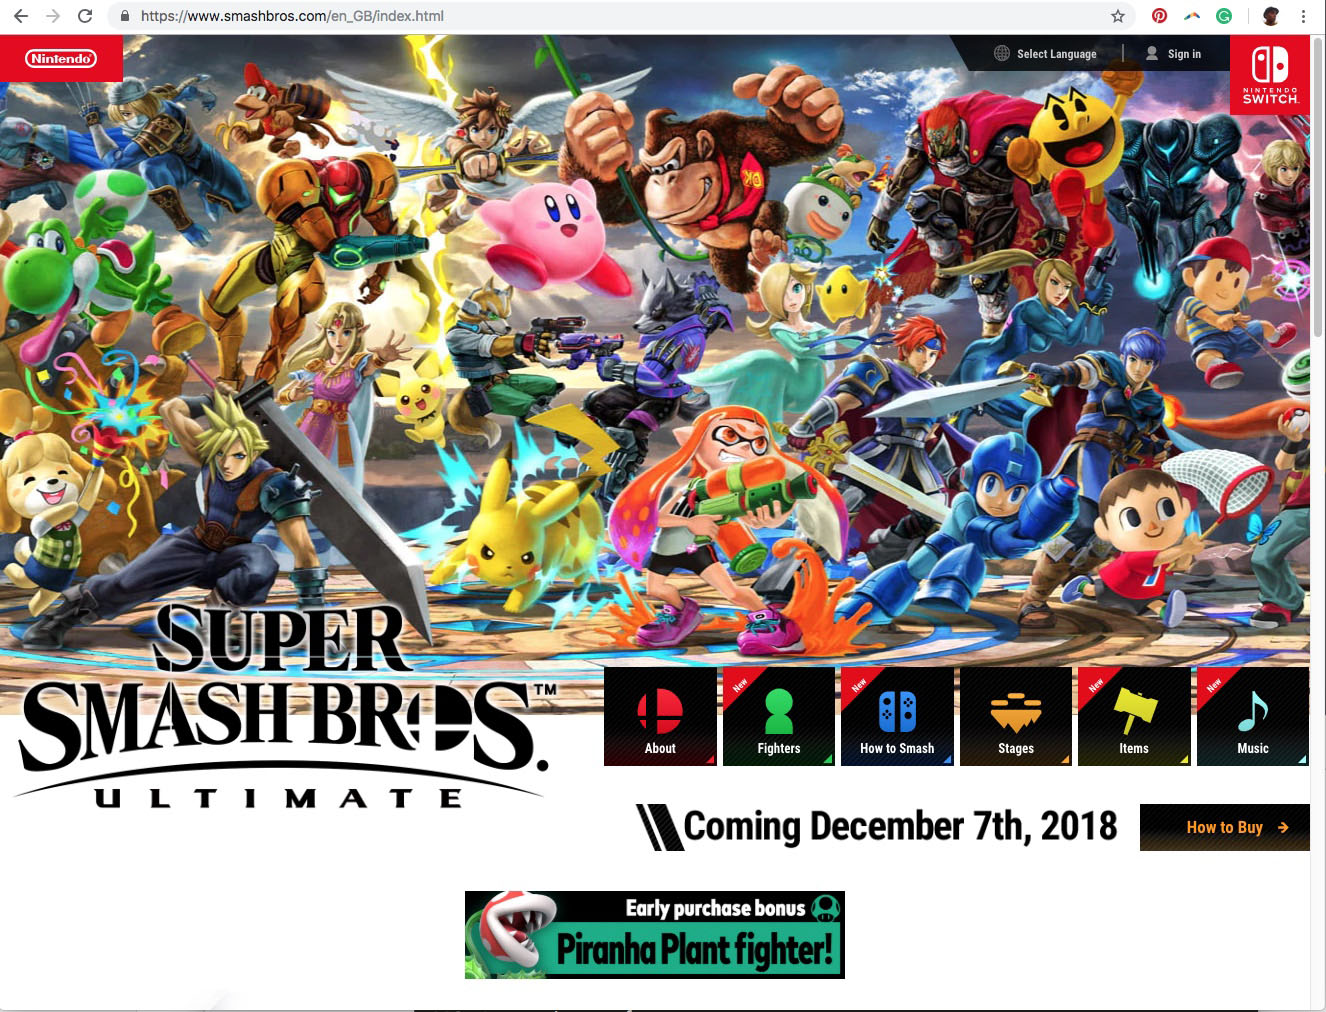 https://www.smashbros.com/en_GB/index.html
Nintendo
Select Language
Sign in
NINTENDO
SWITCH.
DK
SUPER
SMASH BROS.™
ULTIMATE
About
New
Fighters
New
How to Smash
Stages
New
Items
New
Music
Coming December 7th, 2018
How to Buy
Early purchase bonus
Piranha Plant fighter!